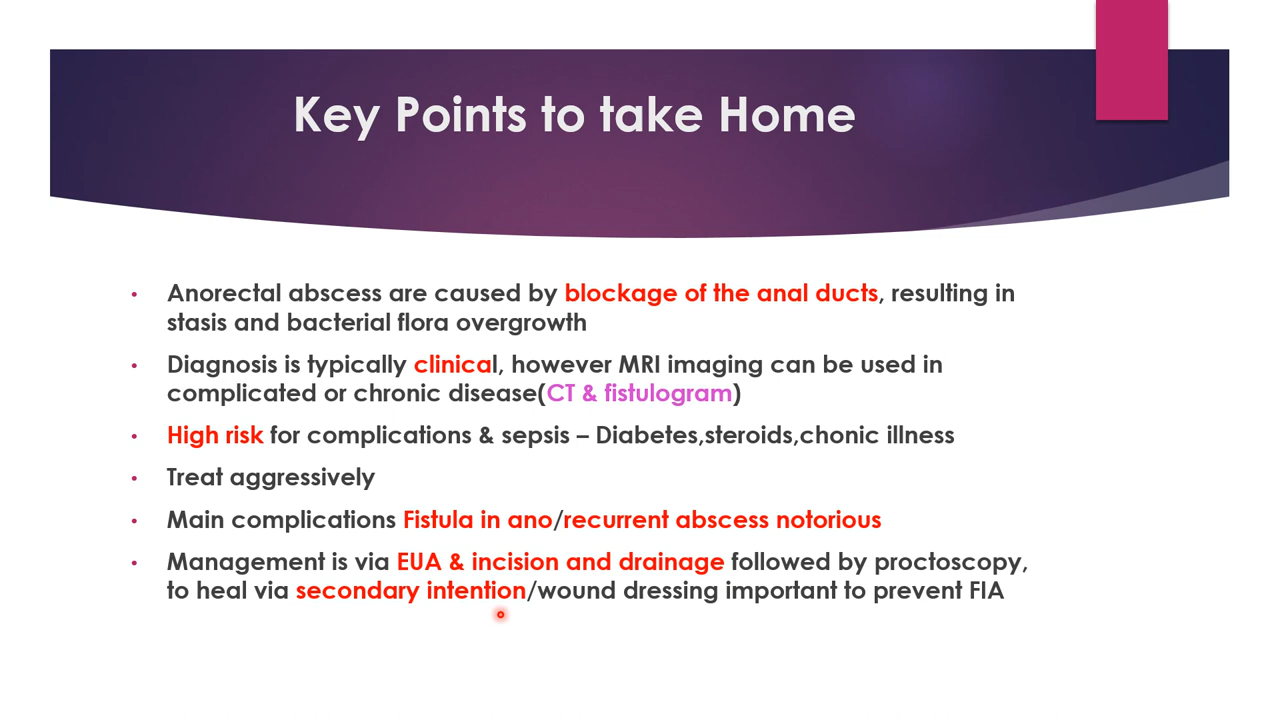 Key Points to take Home
• Anorectal abscess are caused by blockage of the anal ducts, resulting in
stasis and bacterial flora overgrowth
• Diagnosis is typically clinical, however MRI imaging can be used in
complicated or chronic disease(CT & fistulogram)
• High risk for complications & sepsis – Diabetes,steroids,chonic illness
• Treat aggressively
• Main complications Fistula in ano/recurrent abscess notorious
• Management is via EUA & incision and drainage followed by proctoscopy,
to heal via secondary intention/wound dressing important to prevent FIA